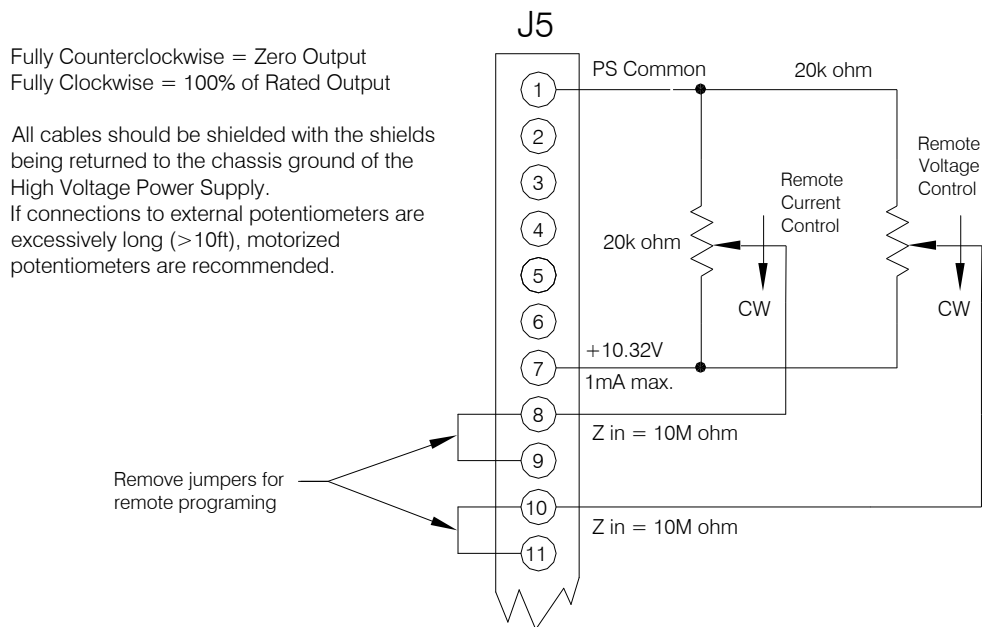 J5
Fully Counterclockwise = Zero Output
Fully Clockwise = 100% of Rated Output
All cables should be shielded with the shields
being returned to the chassis ground of the
High Voltage Power Supply.
If connections to external potentiometers are
excessively long (>10ft), motorized
potentiometers are recommended.
PS Common
20k ohm
1
2
3
4
5
6
7
8
9
10
11
Remote
Current
Control
Remote
Voltage
Control
20k ohm
CW
CW
+10.32V
1mA max.
Z in = 10M ohm
Z in = 10M ohm
Remove jumpers for
remote programing